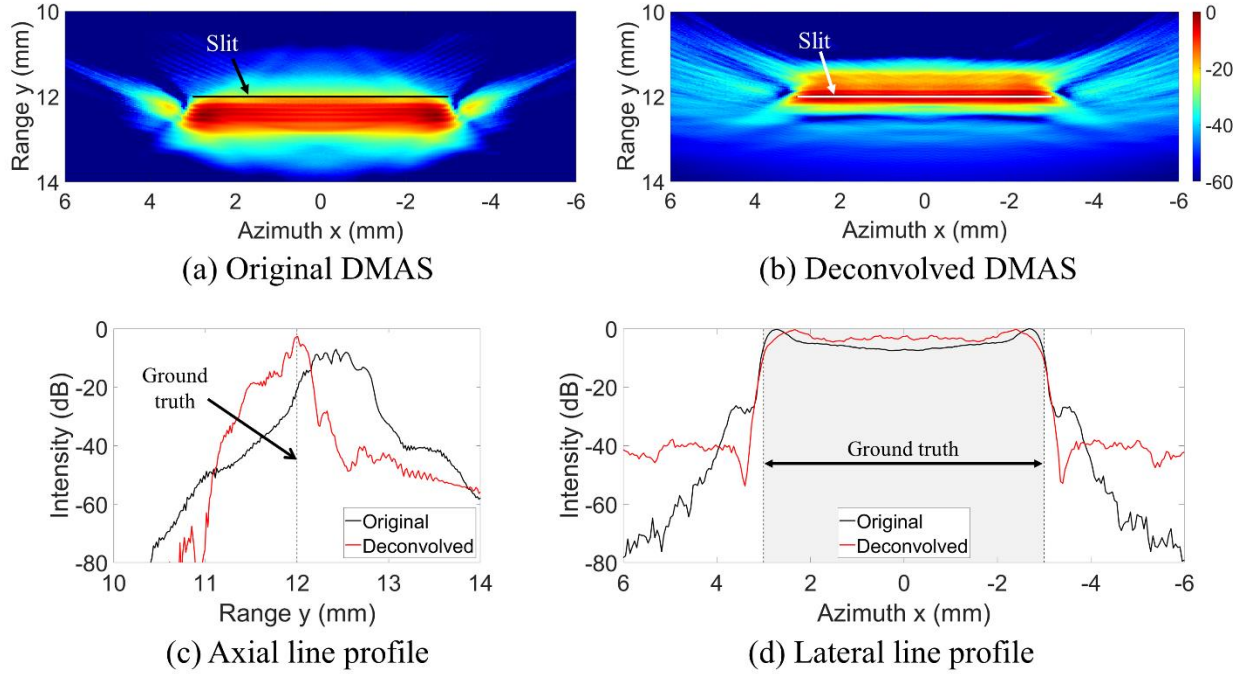 10
12
14
Range y (mm)
Slit
6
4
2
0
-2
-4
-6
Azimuth x (mm)
(a) Original DMAS
10
12
14
Range y (mm)
Slit
6
4
2
0
-2
-4
-6
Azimuth x (mm)
0
-20
-40
-60
(b) Deconvolved DMAS
0
-20
-40
-60
-80
Intensity (dB)
Ground
truth
Original
Deconvolved
10
11
12
13
14
Range y (mm)
(c) Axial line profile
0
-20
-40
-60
-80
Intensity (dB)
Ground truth
Original
Deconvolved
6
4
2
0
-2
-4
-6
Azimuth x (mm)
(d) Lateral line profile